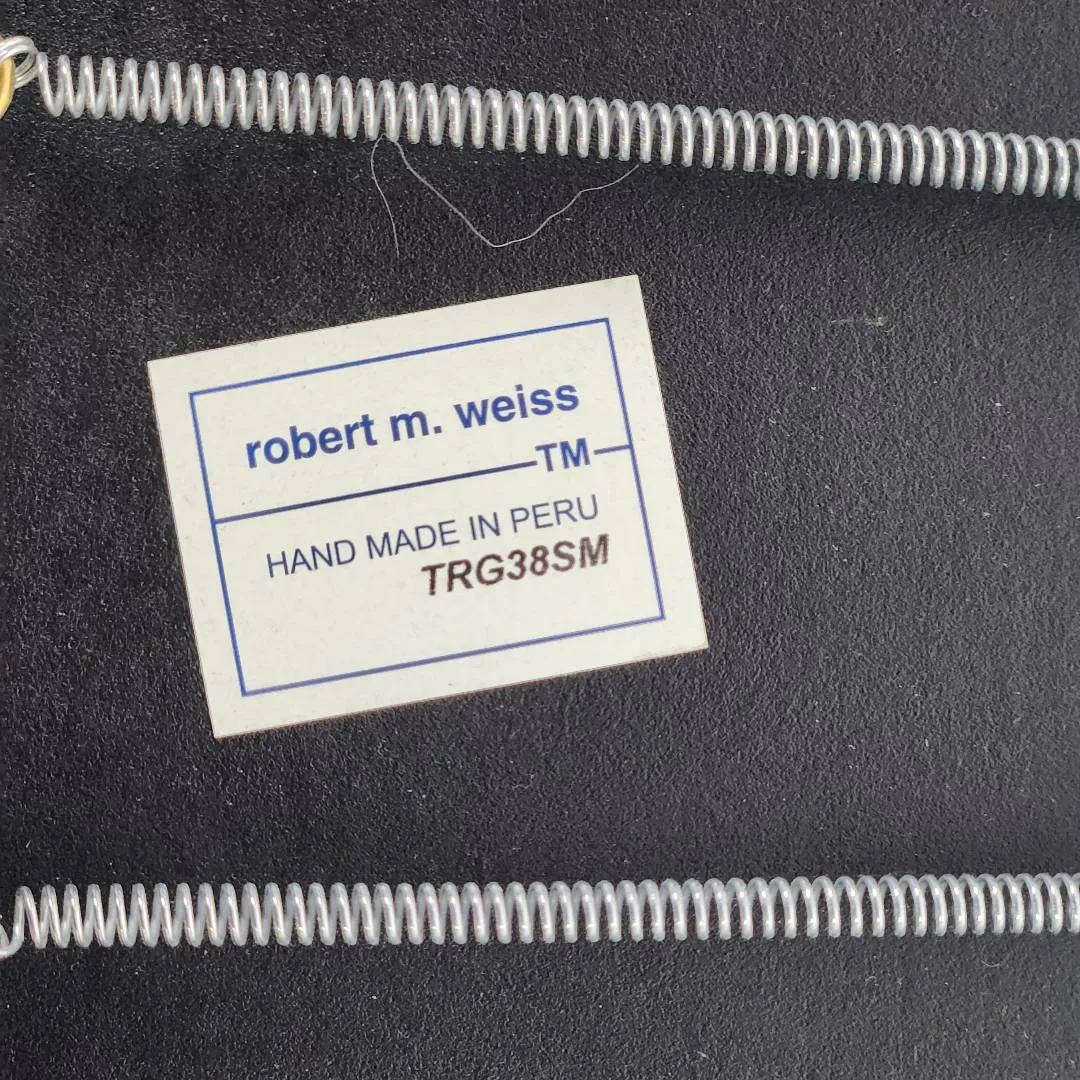 robert m. weiss
TM
HAND MADE IN PERU
TRG38SM